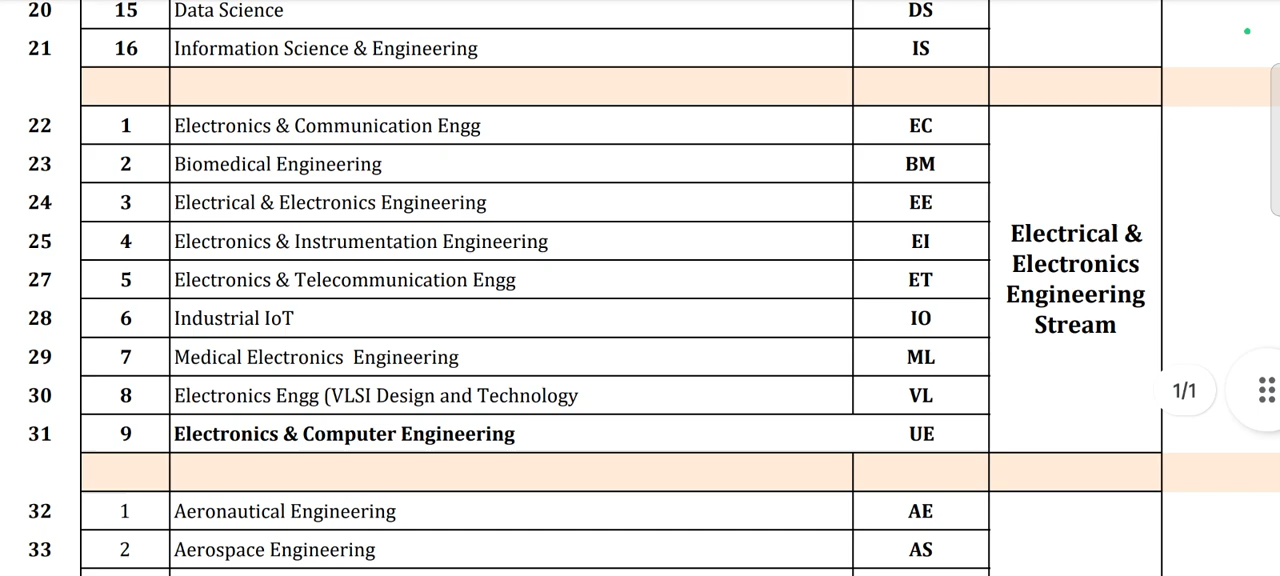 20 15 Data Science DS
21 16 Information Science & Engineering IS
22 1 Electronics & Communication Engg EC
23 2 Biomedical Engineering BM
24 3 Electrical & Electronics Engineering EE
25 4 Electronics & Instrumentation Engineering EI
27 5 Electronics & Telecommunication Engg ET
28 6 Industrial IoT IO
29 7 Medical Electronics Engineering ML
30 8 Electronics Engg (VLSI Design and Technology VL
31 9 Electronics & Computer Engineering UE
Electrical &
Electronics
Engineering
Stream
1/1
32 1 Aeronautical Engineering AE
33 2 Aerospace Engineering AS